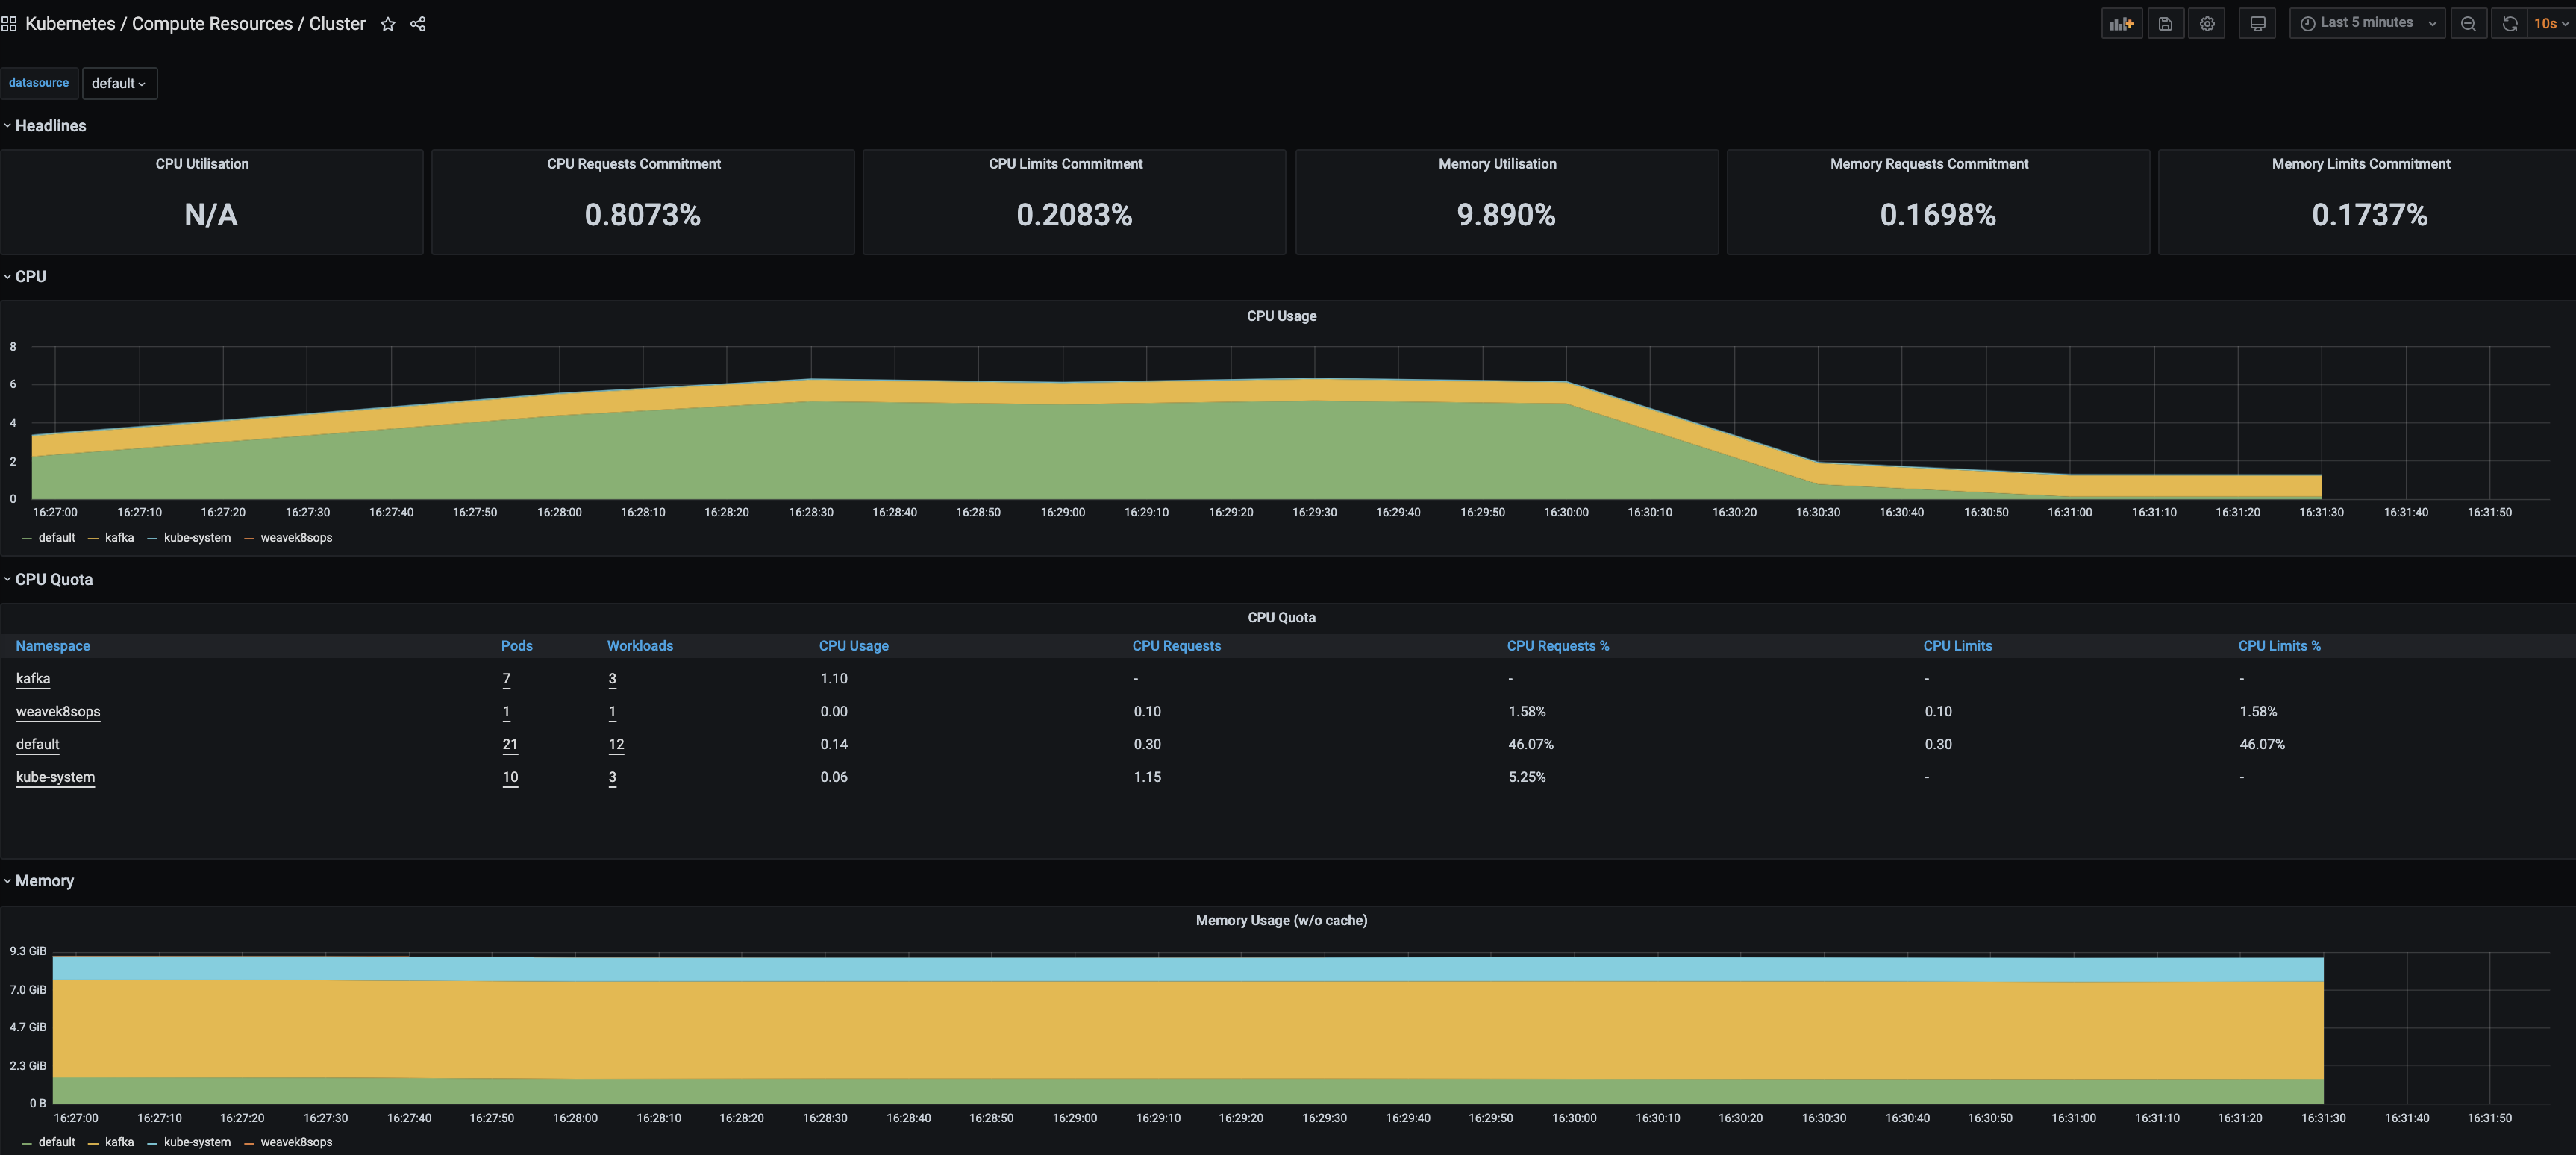 Kubernetes / Compute Resources / Cluster
Last 5 minutes
10s
datasource default
Headlines
CPU Utilisation CPU Requests Commitment CPU Limits Commitment Memory Utilisation Memory Requests Commitment Memory Limits Commitment
N/A 0.8073% 0.2083% 9.890% 0.1698% 0.1737%
CPU
CPU Usage
8
6
4
2
0
16:27:00 16:27:10 16:27:20 16:27:30 16:27:40 16:27:50 16:28:00 16:28:10 16:28:20 16:28:30 16:28:40 16:28:50 16:29:00 16:29:10 16:29:20 16:29:30 16:29:40 16:29:50 16:30:00 16:30:10 16:30:20 16:30:30 16:30:40 16:30:50 16:31:00 16:31:10 16:31:20 16:31:30 16:31:40 16:31:50
default kafka kube-system weavek8sops
CPU Quota
CPU Quota
Namespace Pods Workloads CPU Usage CPU Requests CPU Requests % CPU Limits CPU Limits %
kafka 7 3 1.10 - - - -
weavek8sops 1 1 0.00 0.10 1.58% 0.10 1.58%
default 21 12 0.14 0.30 46.07% 0.30 46.07%
kube-system 10 3 0.06 1.15 5.25% - -
Memory
Memory Usage (w/o cache)
9.3 GiB
7.0 GiB
4.7 GiB
2.3 GiB
0 B
16:27:00 16:27:10 16:27:20 16:27:30 16:27:40 16:27:50 16:28:00 16:28:10 16:28:20 16:28:30 16:28:40 16:28:50 16:29:00 16:29:10 16:29:20 16:29:30 16:29:40 16:29:50 16:30:00 16:30:10 16:30:20 16:30:30 16:30:40 16:30:50 16:31:00 16:31:10 16:31:20 16:31:30 16:31:40 16:31:50
default kafka kube-system weavek8sops